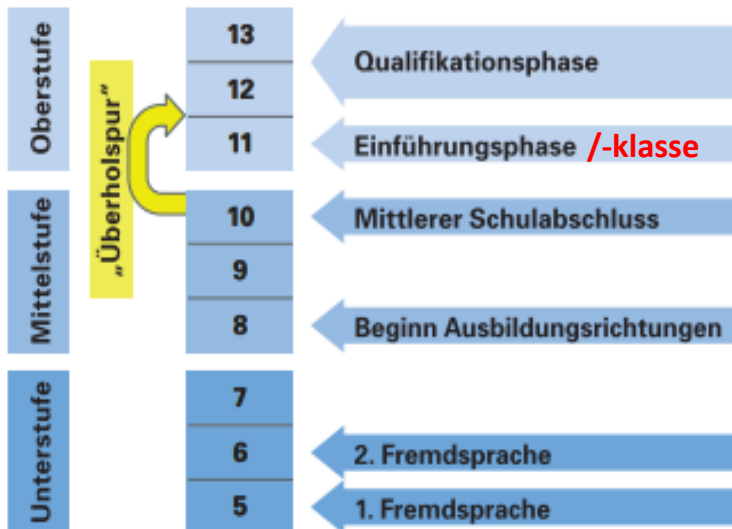 Oberstufe
Mittelstufe
Unterstufe
„Überholspur“
13
12
11
10
9
8
7
6
5
Qualifikationsphase
Einführungsphase /-klasse
Mittlerer Schulabschluss
Beginn Ausbildungsrichtungen
2. Fremdsprache
1. Fremdsprache